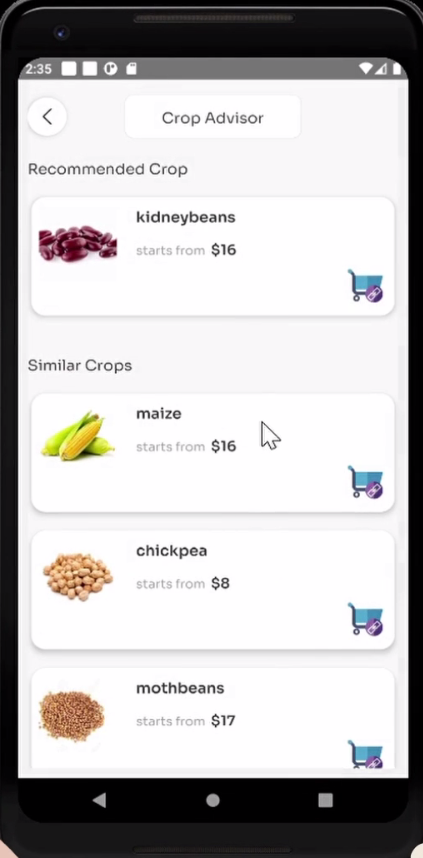 2:35
Crop Advisor
Recommended Crop
kidneybeans
starts from $16
Similar Crops
maize
starts from $16
chickpea
starts from $8
mothbeans
starts from $17